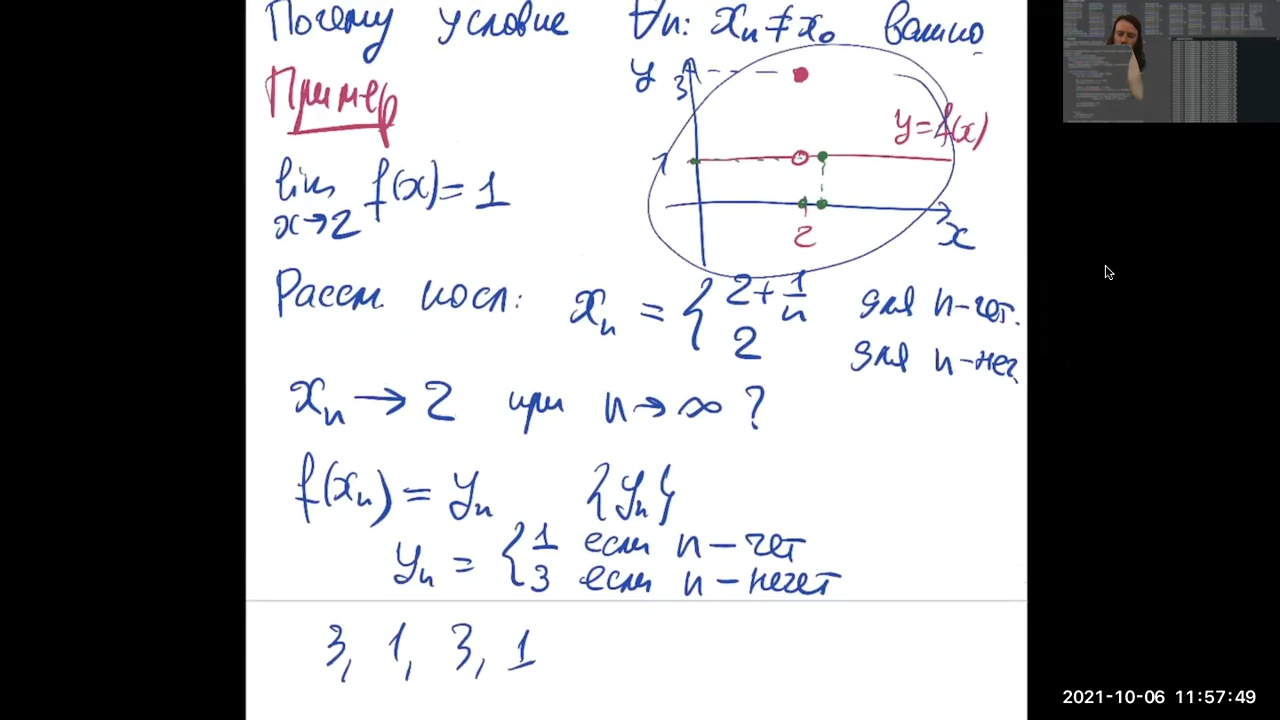 Почему условие ∀n: xₙ ≠ x₀ важно
Пример
y
3
y=f(x)
1
2
x
lim f(x) = 1
x→2
Рассм посл: xₙ = { 2 + 1/n для n-чет.
2 для n-неч
xₙ → 2 при n → ∞ ?
f(xₙ) = yₙ {yₙ}
yₙ = { 1 если n – чет
3 если n – нечет
3, 1, 3, 1
2021-10-06 11:57:49